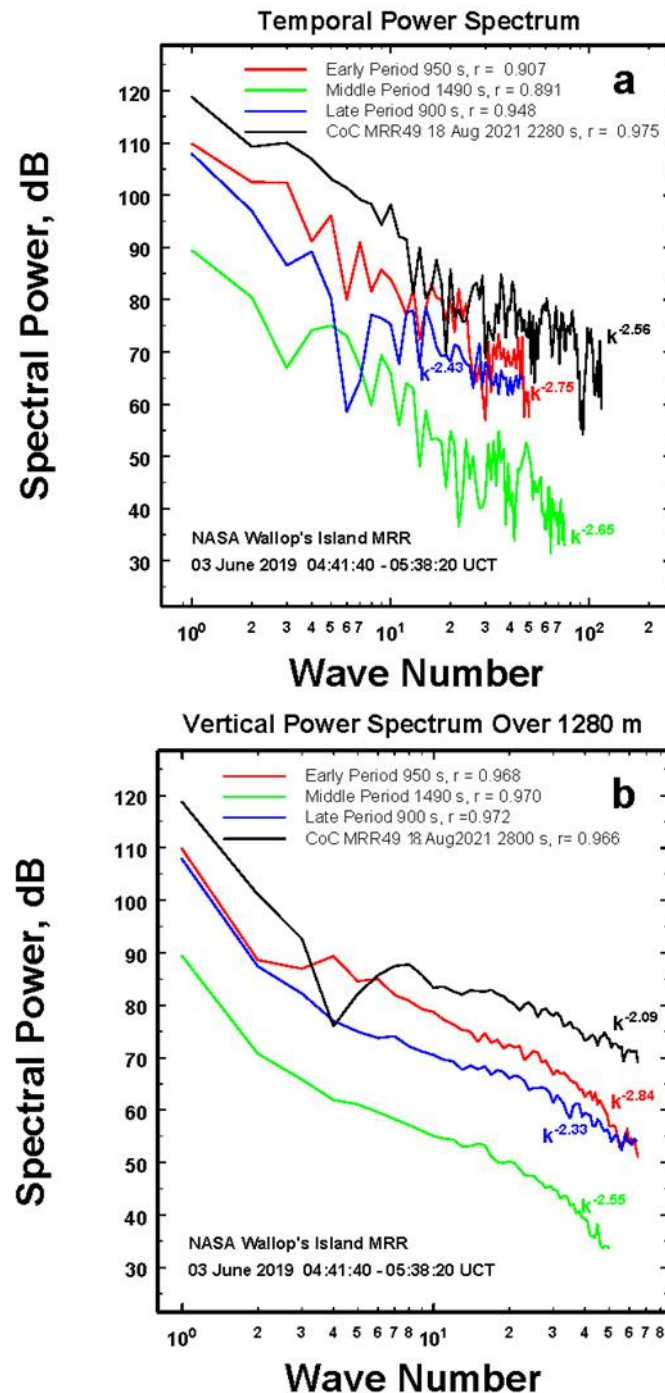 Temporal Power Spectrum
Early Period 950 s, r = 0.907
Middle Period 1490 s, r = 0.891
Late Period 900 s, r = 0.948
CoC MRR49 18 Aug 2021 2280 s, r = 0.975
a
Spectral Power, dB
120
110
100
90
80
70
60
50
40
30
k-2.56
k-2.43
k-2.75
k-2.65
NASA Wallop's Island MRR
03 June 2019 04:41:40 - 05:38:20 UCT
10⁰ 2 3 4 5 6 7 10¹ 2 3 4 5 6 7 10² 2
Wave Number
Vertical Power Spectrum Over 1280 m
Early Period 950 s, r = 0.968
Middle Period 1490 s, r = 0.970
Late Period 900 s, r =0.972
CoC MRR49 18 Aug2021 2800 s, r= 0.966
b
Spectral Power, dB
120
110
100
90
80
70
60
50
40
30
k-2.09
k-2.84
k-2.33
k-2.55
NASA Wallop's Island MRR
03 June 2019 04:41:40 - 05:38:20 UCT
10⁰ 2 3 4 5 6 7 8 10¹ 2 3 4 5 6 7 8
Wave Number